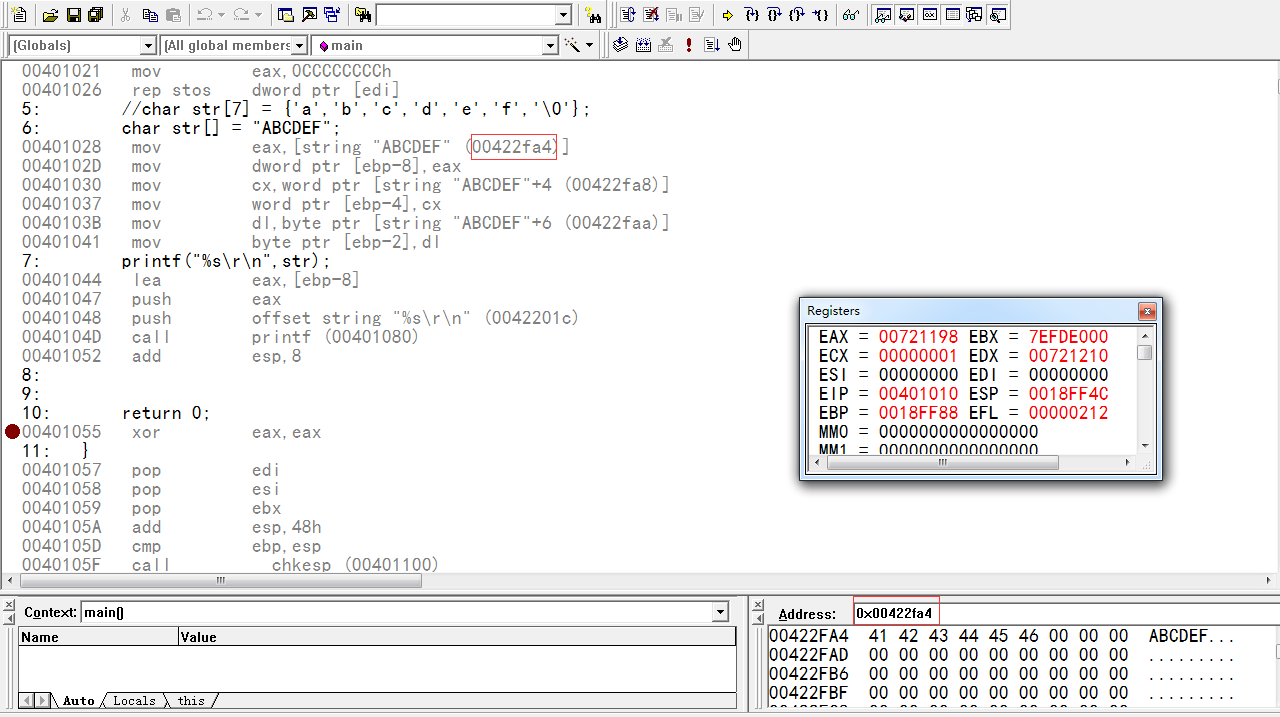 [Globals] [All global members main
00401021 mov eax,0CCCCCCCCh
00401026 rep stos dword ptr [edi]
5: //char str[7] = {'a','b','c','d','e','f','\0'};
6: char str[] = "ABCDEF";
00401028 mov eax,[string "ABCDEF" (00422fa4)]
0040102D mov dword ptr [ebp-8],eax
00401030 mov cx,word ptr [string "ABCDEF"+4 (00422fa8)]
00401037 mov word ptr [ebp-4],cx
0040103B mov dl,byte ptr [string "ABCDEF"+6 (00422faa)]
00401041 mov byte ptr [ebp-2],dl
7: printf("%s\r\n",str);
00401044 lea eax,[ebp-8]
00401047 push eax
00401048 push offset string "%s\r\n" (0042201c)
0040104D call printf (00401080)
00401052 add esp,8
8:
9:
10: return 0;
00401055 xor eax,eax
11: }
00401057 pop edi
00401058 pop esi
00401059 pop ebx
0040105A add esp,48h
0040105D cmp ebp,esp
0040105F call __chkesp (00401100)
Registers
EAX = 00721198 EBX = 7EFDE000
ECX = 00000001 EDX = 00721210
ESI = 00000000 EDI = 00000000
EIP = 00401010 ESP = 0018FF4C
EBP = 0018FF88 EFL = 00000212
MM0 = 0000000000000000
MM1 = 0000000000000000
Context: main()
Name Value
Auto Locals this
Address: 0x00422fa4
00422FA4 41 42 43 44 45 46 00 00 00 ABCDEF...
00422FAD 00 00 00 00 00 00 00 00 00 .........
00422FB6 00 00 00 00 00 00 00 00 00 .........
00422FBF 00 00 00 00 00 00 00 00 00 .........